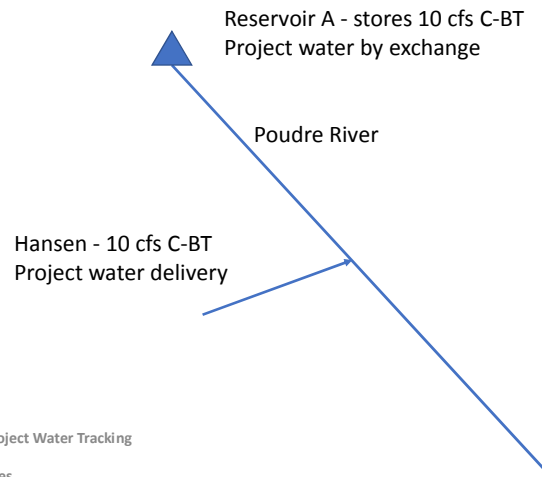 Reservoir A - stores 10 cfs C-BT
Project water by exchange
Poudre River
Hansen - 10 cfs C-BT
Project water delivery
oject Water Tracking